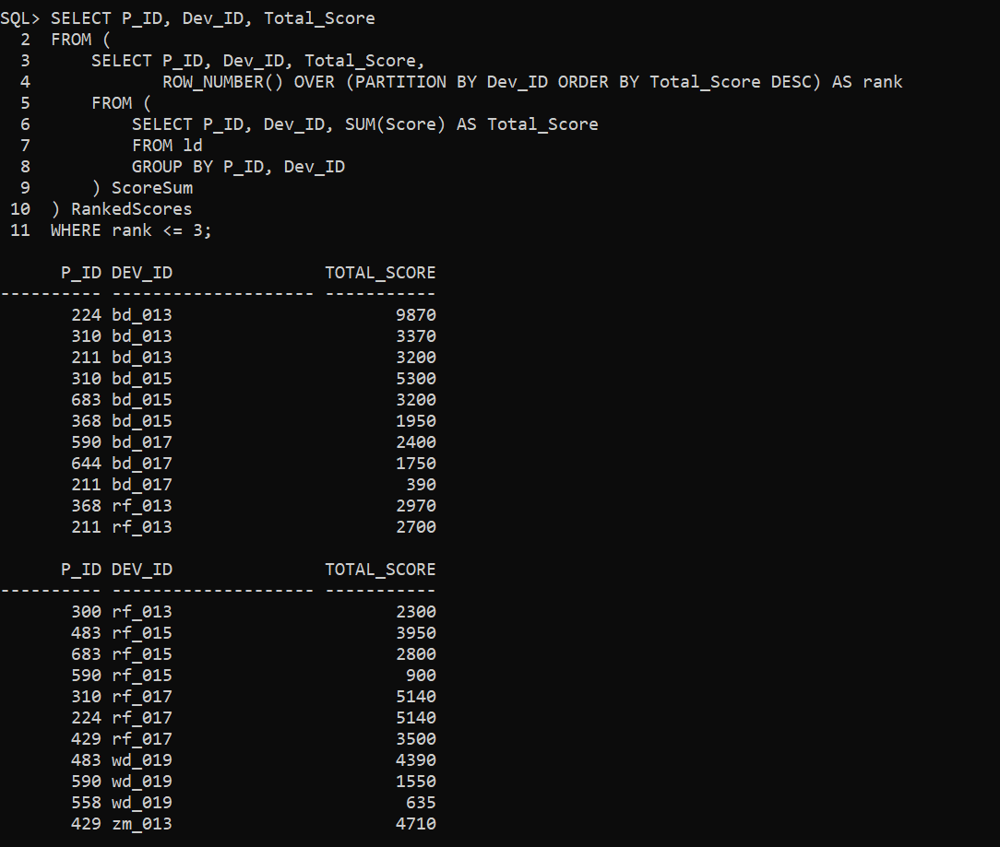 SQL> SELECT P_ID, Dev_ID, Total_Score
  2  FROM (
  3      SELECT P_ID, Dev_ID, Total_Score,
  4             ROW_NUMBER() OVER (PARTITION BY Dev_ID ORDER BY Total_Score DESC) AS rank
  5      FROM (
  6          SELECT P_ID, Dev_ID, SUM(Score) AS Total_Score
  7          FROM ld
  8          GROUP BY P_ID, Dev_ID
  9      ) ScoreSum
 10  ) RankedScores
 11  WHERE rank <= 3;

      P_ID DEV_ID               TOTAL_SCORE
---------- -------------------- -----------
       224 bd_013                      9870
       310 bd_013                      3370
       211 bd_013                      3200
       310 bd_015                      5300
       683 bd_015                      3200
       368 bd_015                      1950
       590 bd_017                      2400
       644 bd_017                      1750
       211 bd_017                       390
       368 rf_013                      2970
       211 rf_013                      2700

      P_ID DEV_ID               TOTAL_SCORE
---------- -------------------- -----------
       300 rf_013                      2300
       483 rf_015                      3950
       683 rf_015                      2800
       590 rf_015                       900
       310 rf_017                      5140
       224 rf_017                      5140
       429 rf_017                      3500
       483 wd_019                      4390
       590 wd_019                      1550
       558 wd_019                       635
       429 zm_013                      4710